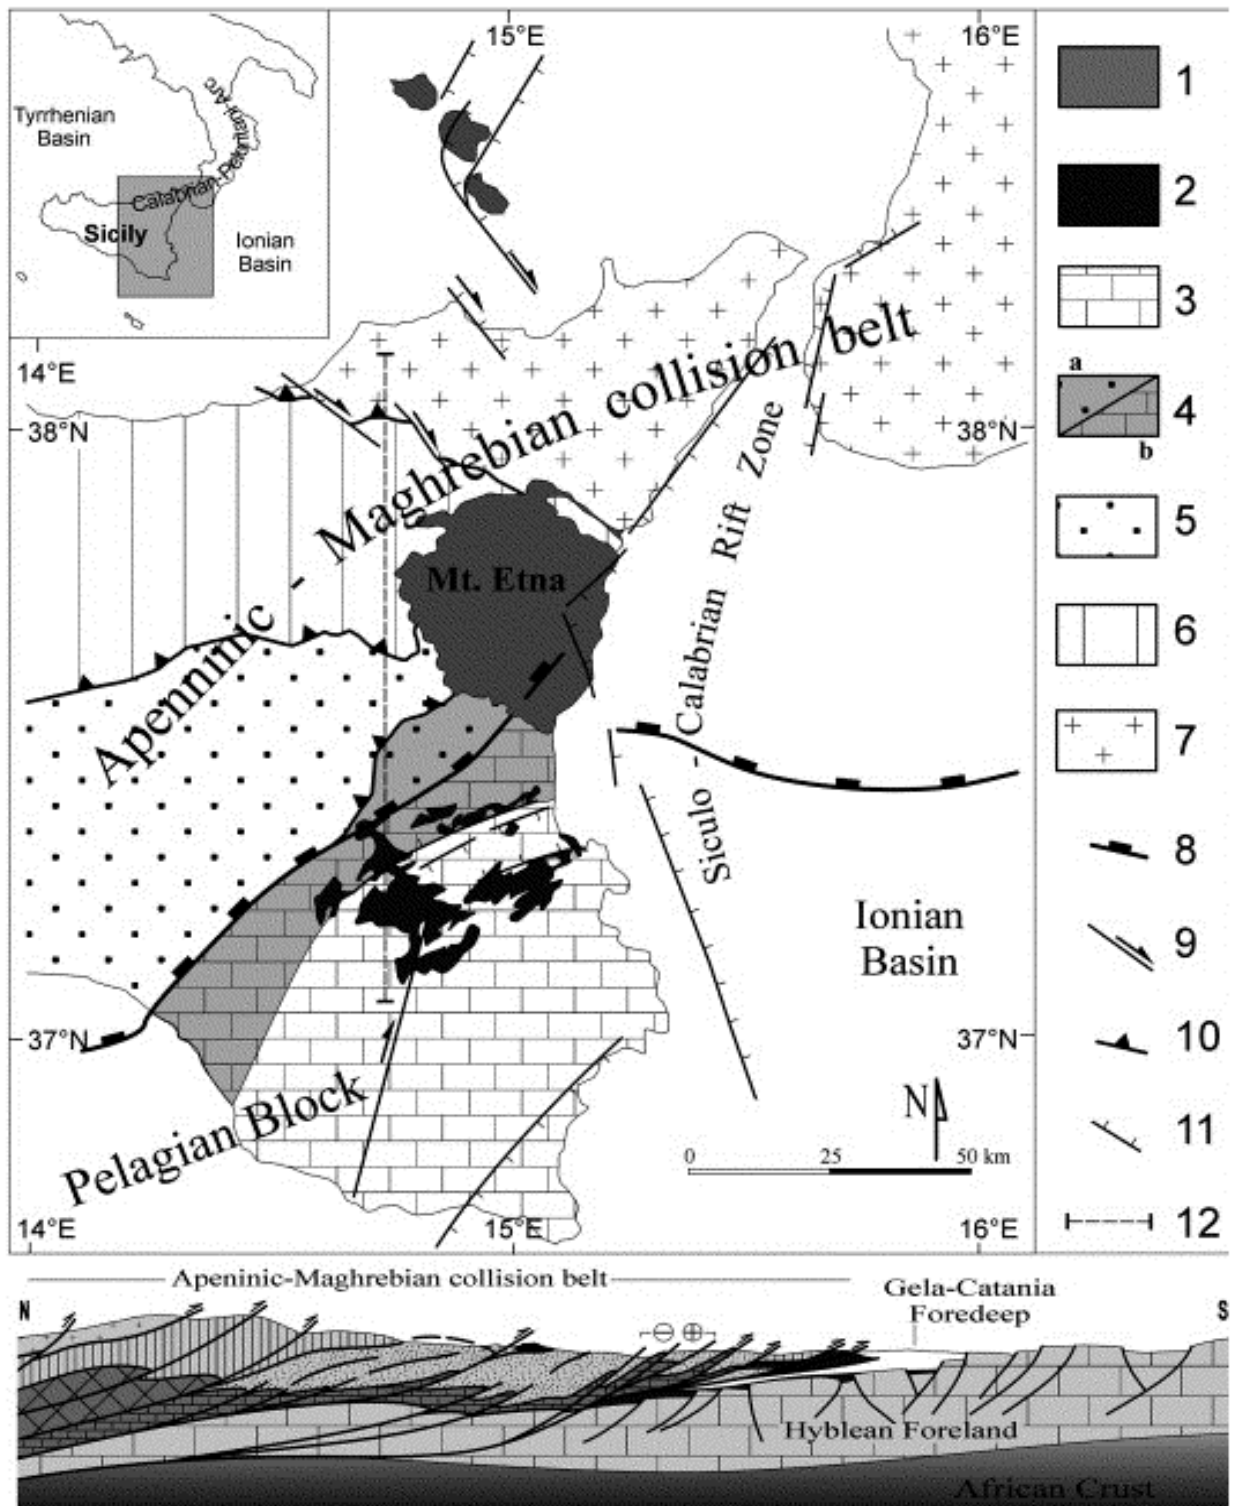 15°E
16°E
Tyrrhenian
Basin
Calabrian-Peloritani Arc
Sicily
Ionian
Basin
14°E
38°N
38°N
Apenninic - Maghrebian collision belt
Mt. Etna
Siculo - Calabrian Rift Zone
Ionian
Basin
37°N
37°N
Pelagian Block
N
0 25 50 km
14°E
15°E
16°E
1
2
3
a
4
b
5
6
7
8
9
10
11
12
Apeninic-Maghrebian collision belt
Gela-Catania
Foredeep
N
S
Hyblean Foreland
African Crust